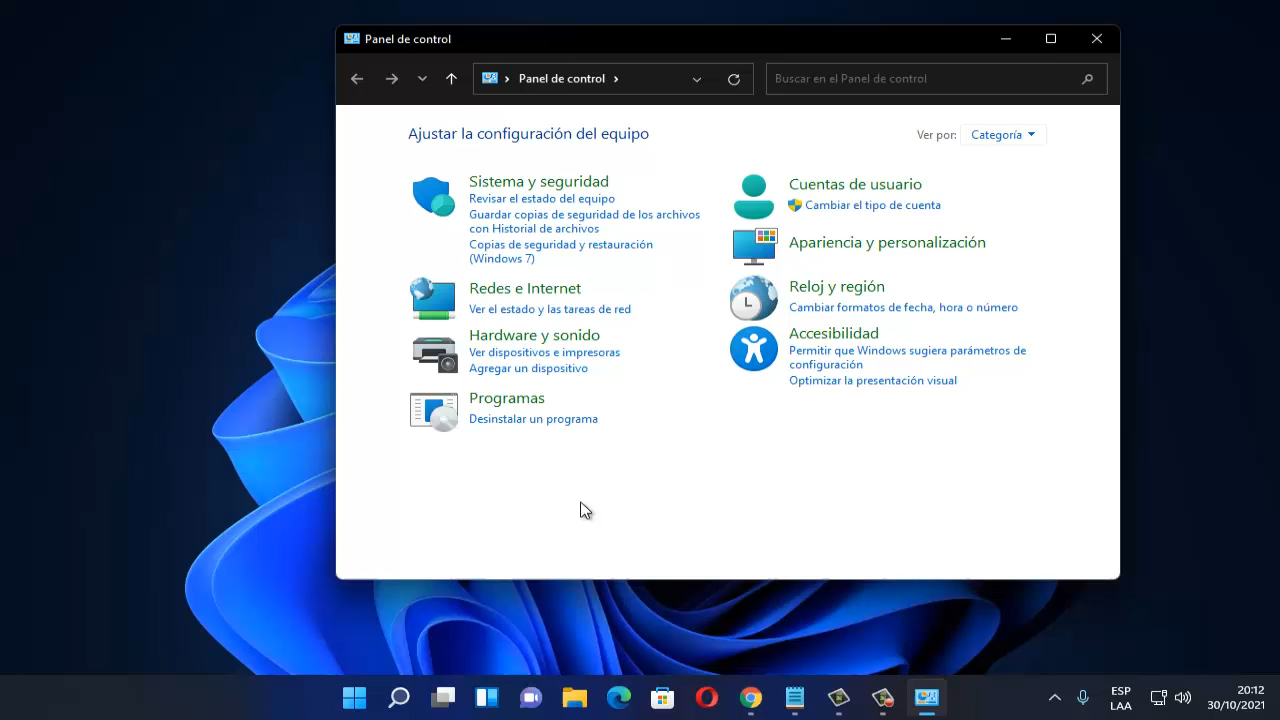 Panel de control
Panel de control
Buscar en el Panel de control
Ajustar la configuración del equipo
Ver por:
Categoría
Sistema y seguridad
Revisar el estado del equipo
Guardar copias de seguridad de los archivos
con Historial de archivos
Copias de seguridad y restauración
(Windows 7)
Redes e Internet
Ver el estado y las tareas de red
Hardware y sonido
Ver dispositivos e impresoras
Agregar un dispositivo
Programas
Desinstalar un programa
Cuentas de usuario
Cambiar el tipo de cuenta
Apariencia y personalización
Reloj y región
Cambiar formatos de fecha, hora o número
Accesibilidad
Permitir que Windows sugiera parámetros de
configuración
Optimizar la presentación visual
ESP
LAA
20:12
30/10/2021